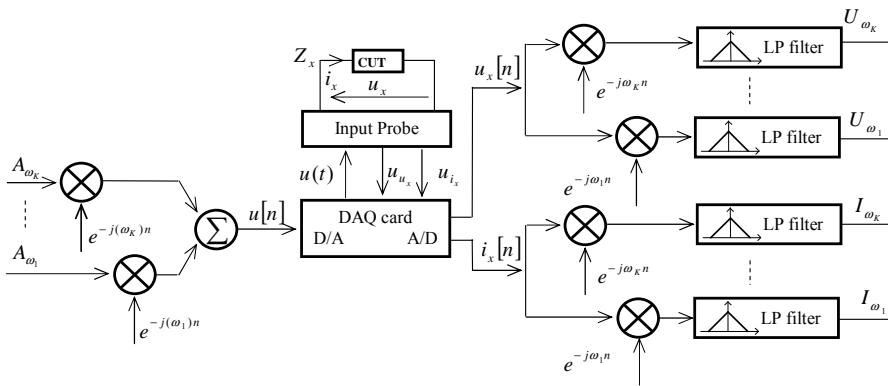 A_{ω_K}
e^{-j(ω_K)n}
A_{ω_1}
e^{-j(ω_1)n}
Σ
u[n]
Z_x
CUT
i_x
u_x
Input Probe
u(t)
u_{u_x}
u_{i_x}
DAQ card
D/A
A/D
u_x[n]
i_x[n]
e^{-jω_K n}
LP filter
U_{ω_K}
e^{-jω_1 n}
LP filter
U_{ω_1}
e^{-jω_K n}
LP filter
I_{ω_K}
e^{-jω_1 n}
LP filter
I_{ω_1}